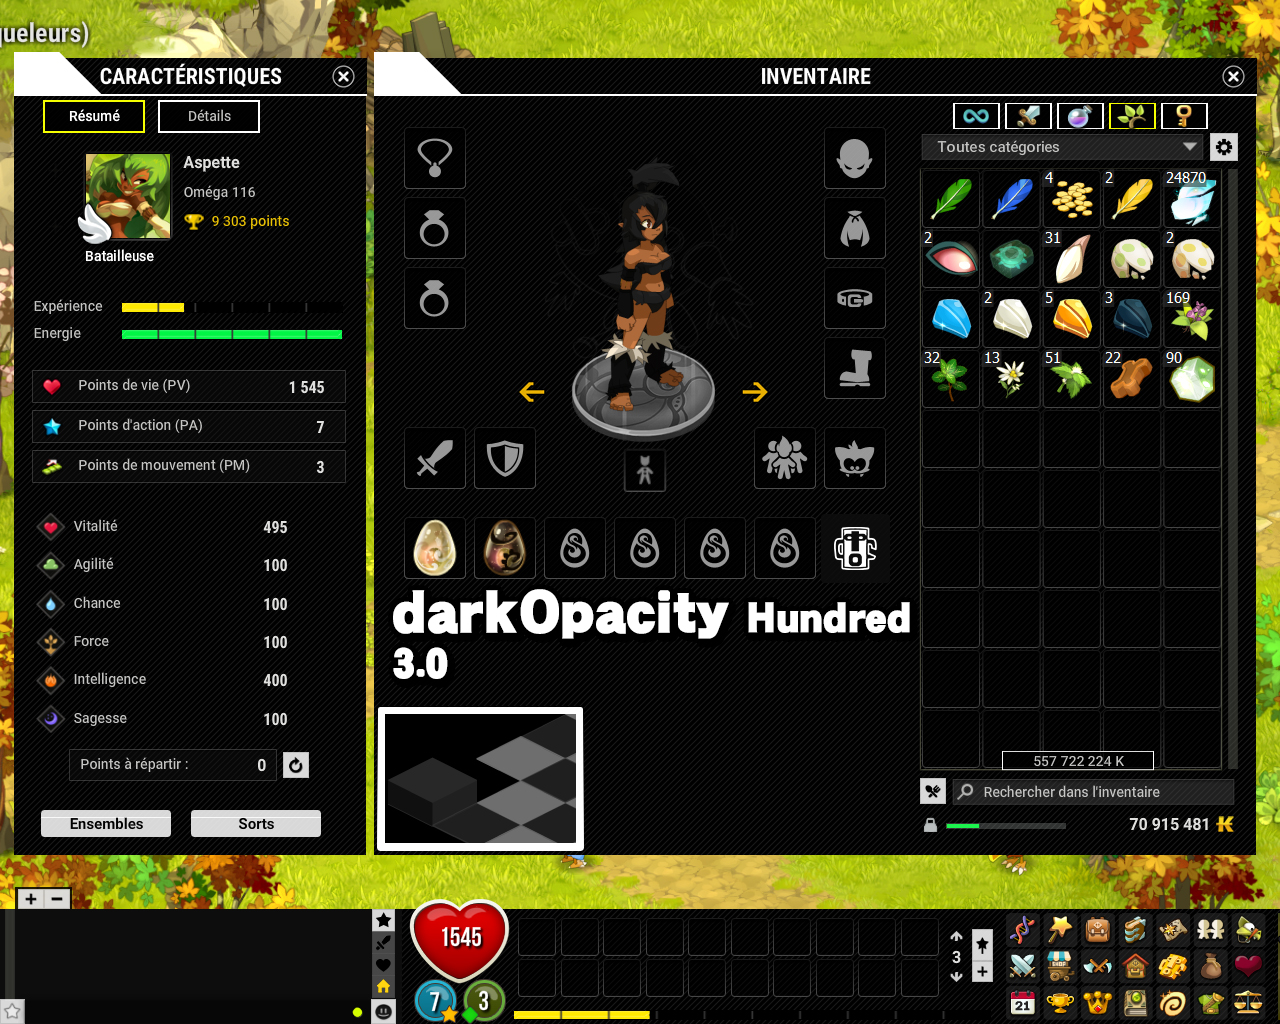 queleurs)
CARACTÉRISTIQUES
Résumé
Détails
Aspette
Oméga 116
9 303 points
Batailleuse
Expérience
Energie
Points de vie (PV) 1 545
Points d'action (PA) 7
Points de mouvement (PM) 3
Vitalité 495
Agilité 100
Chance 100
Force 100
Intelligence 400
Sagesse 100
Points à répartir : 0
Ensembles
Sorts
INVENTAIRE
Toutes catégories
4 2 24870
2 31 2
2 5 3 169
32 13 51 22 90
darkOpacity Hundred
3.0
557 722 224 K
Rechercher dans l'inventaire
70 915 481 K
+ −
1545
7 3
3
+
SHOP
21